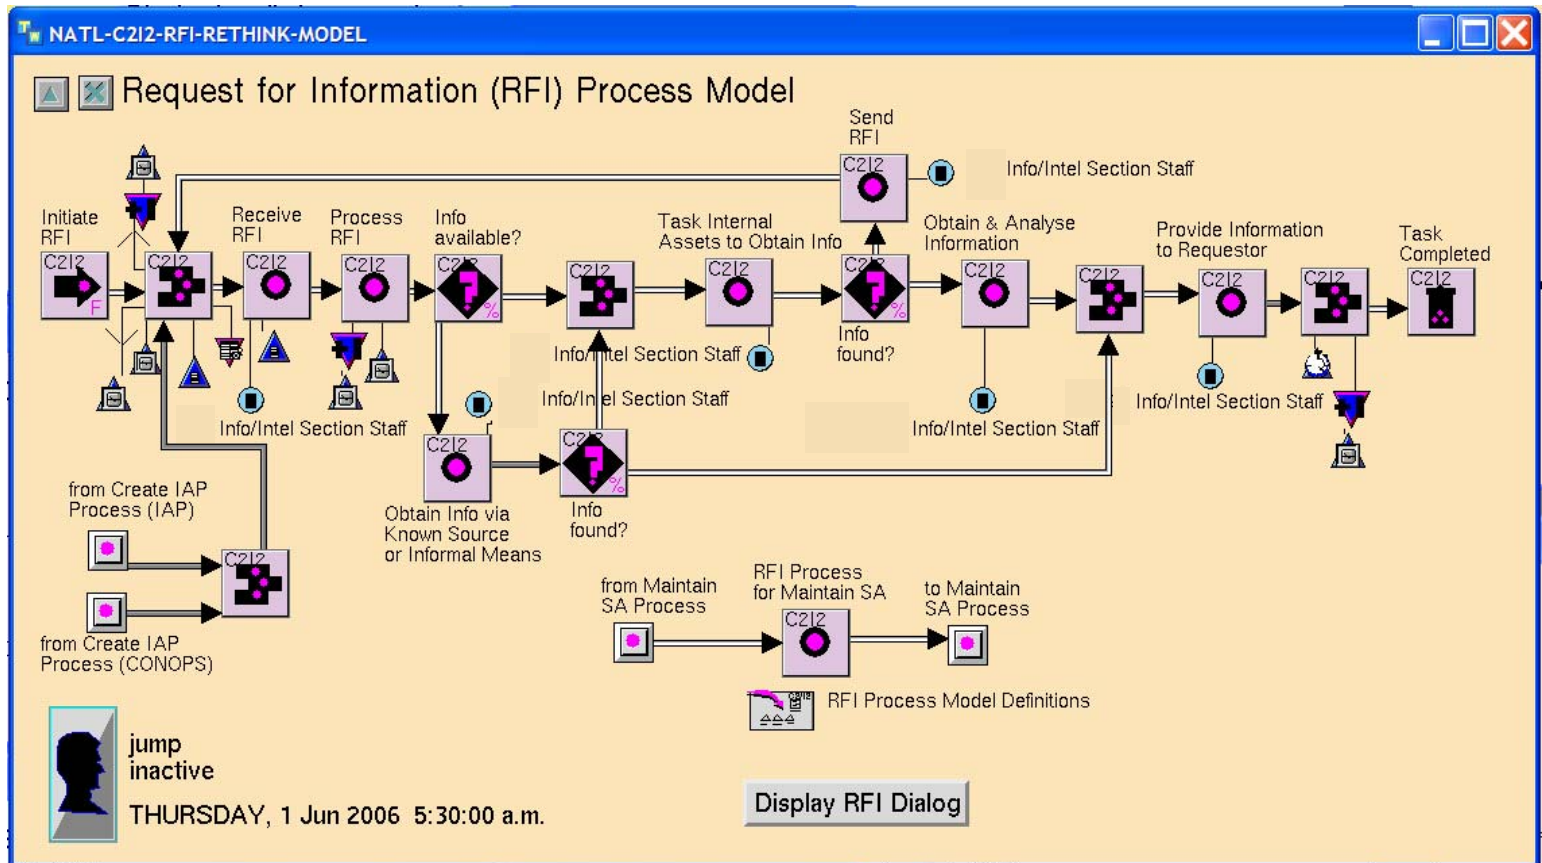 NATL-C2I2-RFI-RETHINK-MODEL
Request for Information (RFI) Process Model
Send
RFI
C2I2
Info/Intel Section Staff
Initiate
RFI
C2I2
F
C2I2
Receive
RFI
C2I2
Process
RFI
C2I2
Info
available?
C2I2
?
%
C2I2
Task Internal
Assets to Obtain Info
C2I2
C2I2
?
%
Info
found?
Obtain & Analyse
Information
C2I2
C2I2
Provide Information
to Requestor
C2I2
C2I2
Task
Completed
C2I2
Info/Intel Section Staff
Info/Intel Section Staff
Info/Intel Section Staff
Info/Intel Section Staff
Info/Intel Section Staff
C2I2
Obtain Info via
Known Source
or Informal Means
C2I2
?
%
Info
found?
from Create IAP
Process (IAP)
C2I2
from Create IAP
Process (CONOPS)
from Maintain
SA Process
RFI Process
for Maintain SA
C2I2
to Maintain
SA Process
RFI Process Model Definitions
jump
inactive
THURSDAY, 1 Jun 2006 5:30:00 a.m.
Display RFI Dialog